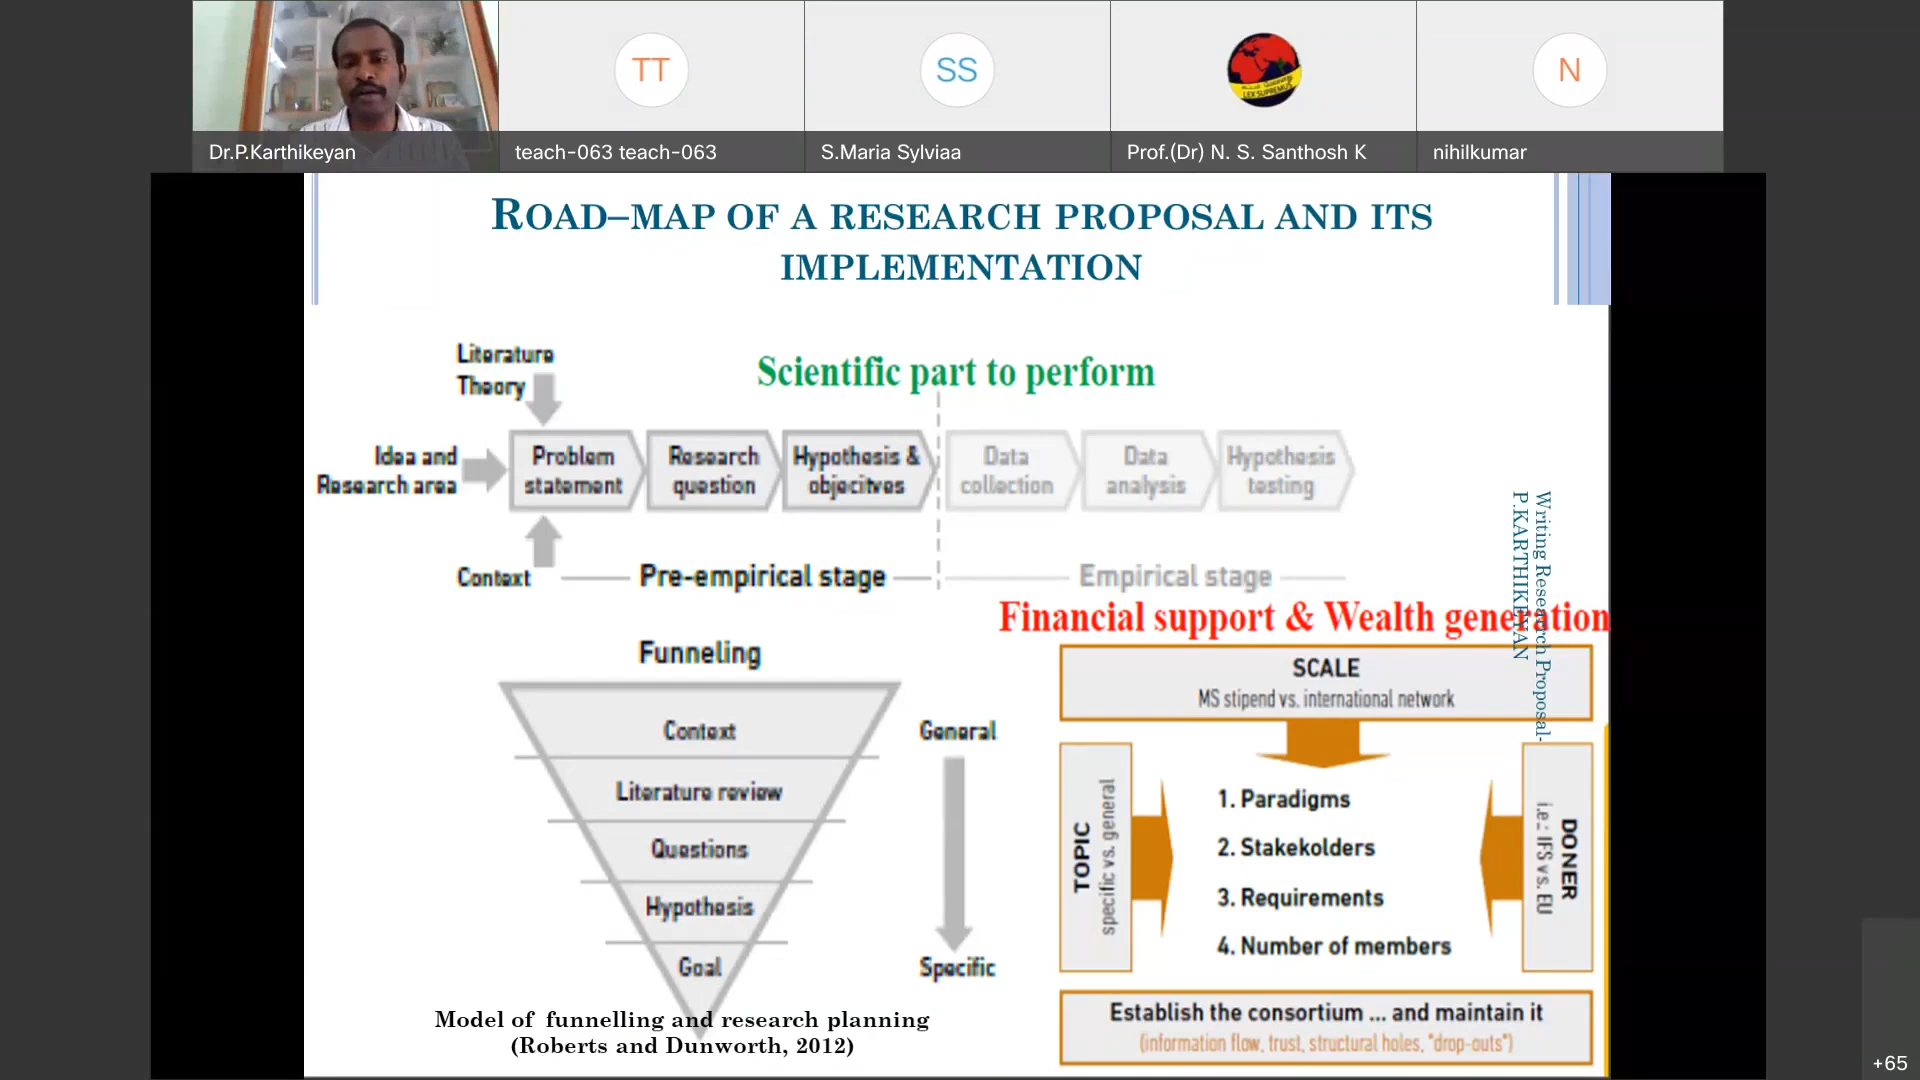 TT
SS
LEX SUPREMUS
N
Dr.P.Karthikeyan
teach-063 teach-063
S.Maria Sylviaa
Prof.(Dr) N. S. Santhosh K
nihilkumar
ROAD–MAP OF A RESEARCH PROPOSAL AND ITS
IMPLEMENTATION
Literature
Theory
Scientific part to perform
Idea and
Research area
Problem
statement
Research
question
Hypothesis &
objecitves
Data
collection
Data
analysis
Hypothesis
testing
Context
Pre-empirical stage
Empirical stage
Writing Research Proposal-
P.KARTHIKEYAN
Financial support & Wealth generation
Funneling
Context
Literature review
Questions
Hypothesis
Goal
General
Specific
Model of funnelling and research planning
(Roberts and Dunworth, 2012)
SCALE
MS stipend vs. international network
TOPIC
specific vs. general
1. Paradigms
2. Stakekolders
3. Requirements
4. Number of members
DONER
i.e.: IFS vs. EU
Establish the consortium ... and maintain it
(information flow, trust, structural holes, "drop-outs")
+65